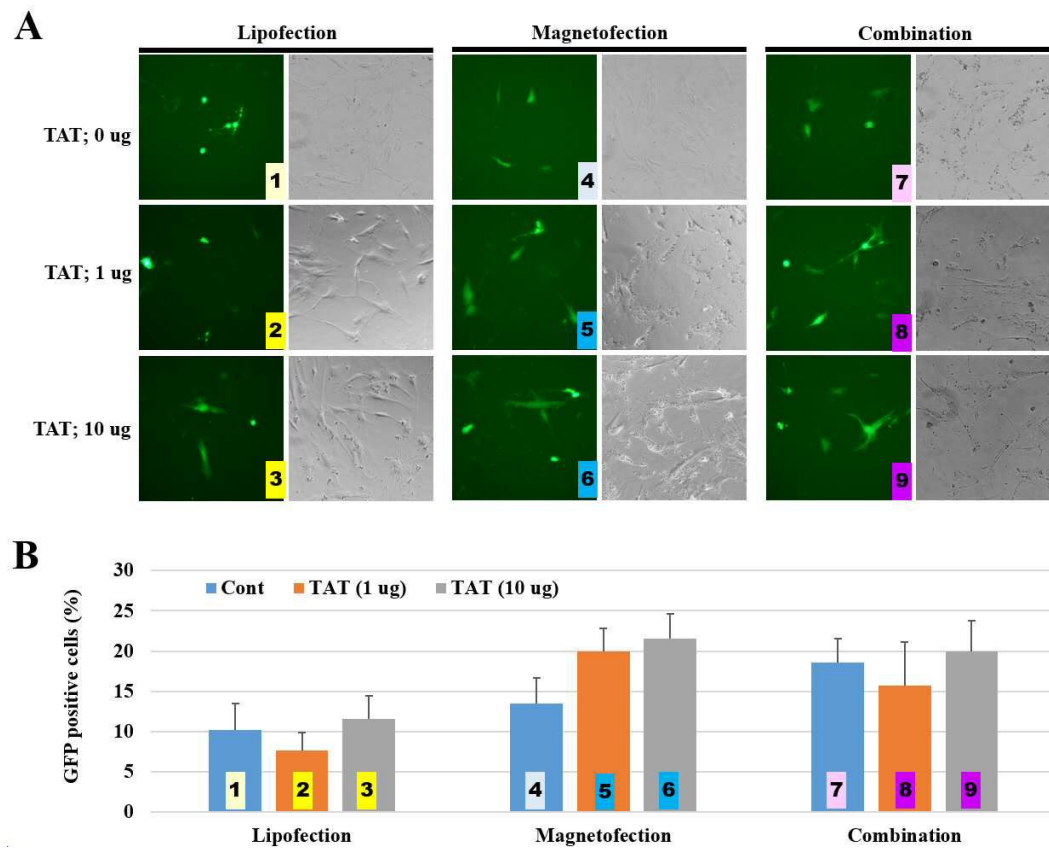 A
Lipofection Magnetofection Combination
TAT; 0 ug
1 4 7
TAT; 1 ug
2 5 8
TAT; 10 ug
3 6 9
B
GFP positive cells (%)
30
25
20
15
10
5
0
Cont TAT (1 ug) TAT (10 ug)
1 2 3 4 5 6 7 8 9
Lipofection Magnetofection Combination